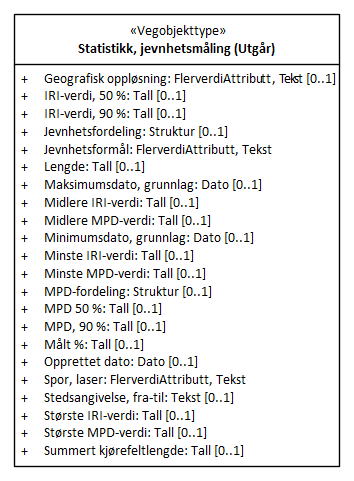 «Vegobjekttype»
Statistikk, jevnhetsmåling (Utgår)
+ Geografisk oppløsning: FlerverdiAttributt, Tekst [0..1]
+ IRI-verdi, 50 %: Tall [0..1]
+ IRI-verdi, 90 %: Tall [0..1]
+ Jevnhetsfordeling: Struktur [0..1]
+ Jevnhetsformål: FlerverdiAttributt, Tekst
+ Lengde: Tall [0..1]
+ Maksimumsdato, grunnlag: Dato [0..1]
+ Midlere IRI-verdi: Tall [0..1]
+ Midlere MPD-verdi: Tall [0..1]
+ Minimumsdato, grunnlag: Dato [0..1]
+ Minste IRI-verdi: Tall [0..1]
+ Minste MPD-verdi: Tall [0..1]
+ MPD-fordeling: Struktur [0..1]
+ MPD 50 %: Tall [0..1]
+ MPD, 90 %: Tall [0..1]
+ Målt %: Tall [0..1]
+ Opprettet dato: Dato [0..1]
+ Spor, laser: FlerverdiAttributt, Tekst
+ Stedsangivelse, fra-til: Tekst [0..1]
+ Største IRI-verdi: Tall [0..1]
+ Største MPD-verdi: Tall [0..1]
+ Summert kjørefeltlengde: Tall [0..1]